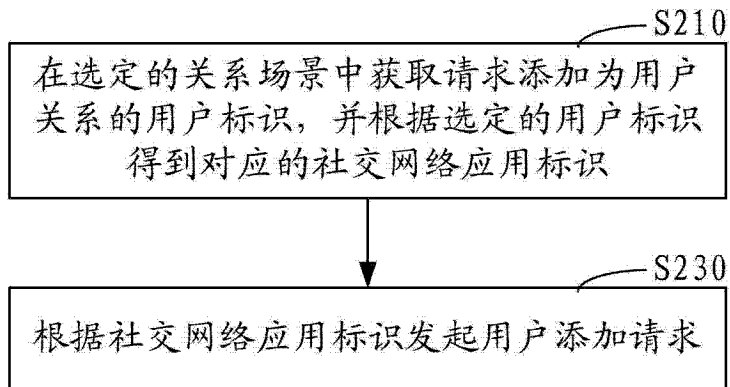 S210
在选定的关系场景中获取请求添加为用户
关系的用户标识，并根据选定的用户标识
得到对应的社交网络应用标识
S230
根据社交网络应用标识发起用户添加请求